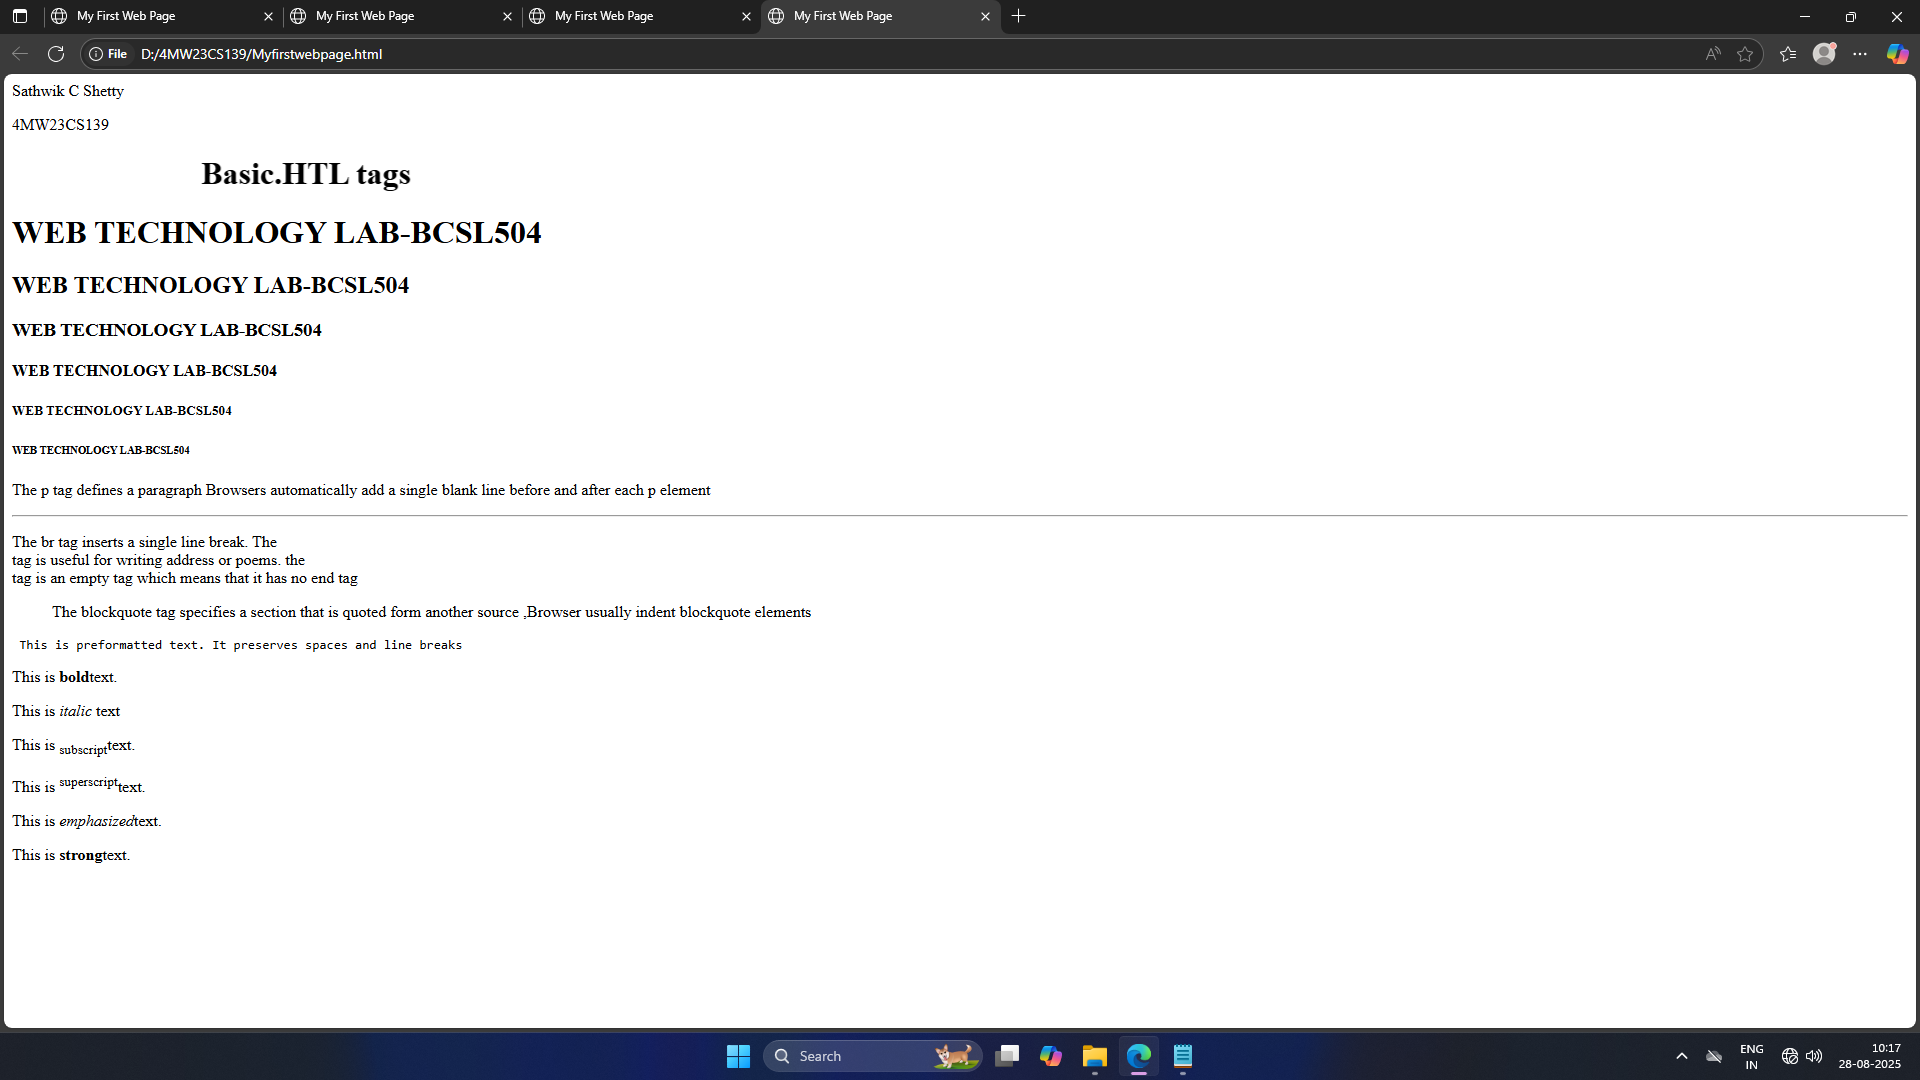 My First Web Page
My First Web Page
My First Web Page
My First Web Page
File D:/4MW23CS139/Myfirstwebpage.html
Sathwik C Shetty
4MW23CS139
Basic.HTL tags
WEB TECHNOLOGY LAB-BCSL504
WEB TECHNOLOGY LAB-BCSL504
WEB TECHNOLOGY LAB-BCSL504
WEB TECHNOLOGY LAB-BCSL504
WEB TECHNOLOGY LAB-BCSL504
WEB TECHNOLOGY LAB-BCSL504
The p tag defines a paragraph Browsers automatically add a single blank line before and after each p element
The br tag inserts a single line break. The
tag is useful for writing address or poems. the
tag is an empty tag which means that it has no end tag
The blockquote tag specifies a section that is quoted form another source ,Browser usually indent blockquote elements
This is preformatted text. It preserves spaces and line breaks
This is boldtext.
This is italic text
This is subscripttext.
This is superscripttext.
This is emphasizedtext.
This is strongtext.
Search
ENG
IN
10:17
28-08-2025